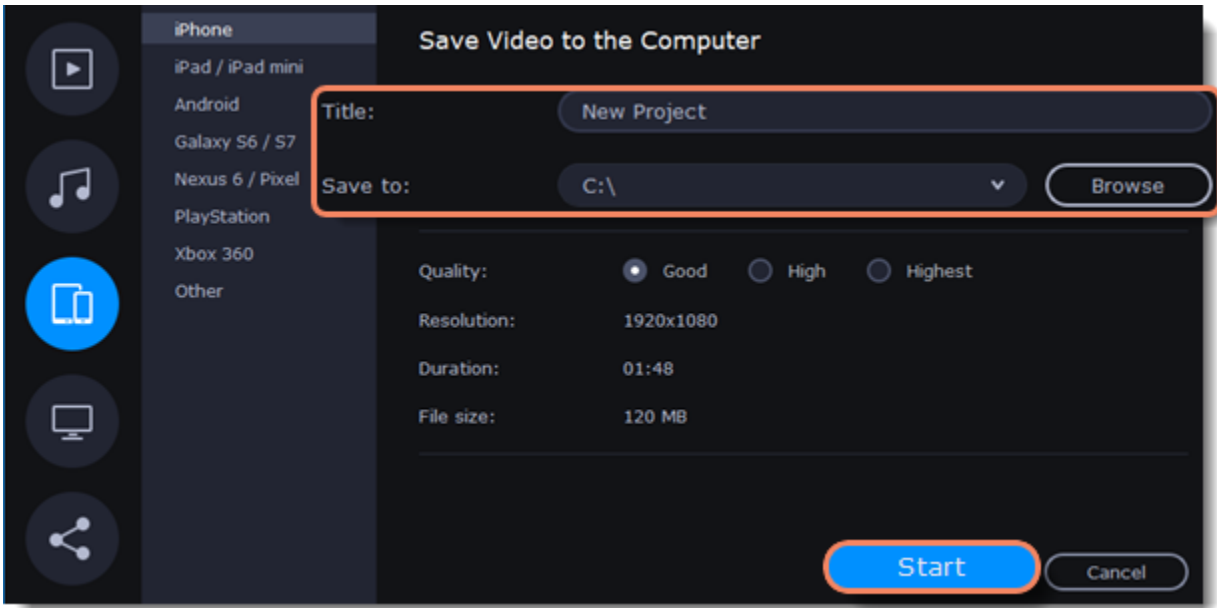 iPhone
iPad / iPad mini
Android
Galaxy S6 / S7
Nexus 6 / Pixel
PlayStation
Xbox 360
Other
Save Video to the Computer
Title: New Project
Save to: C:\ Browse
Quality: Good High Highest
Resolution: 1920x1080
Duration: 01:48
File size: 120 MB
Start Cancel